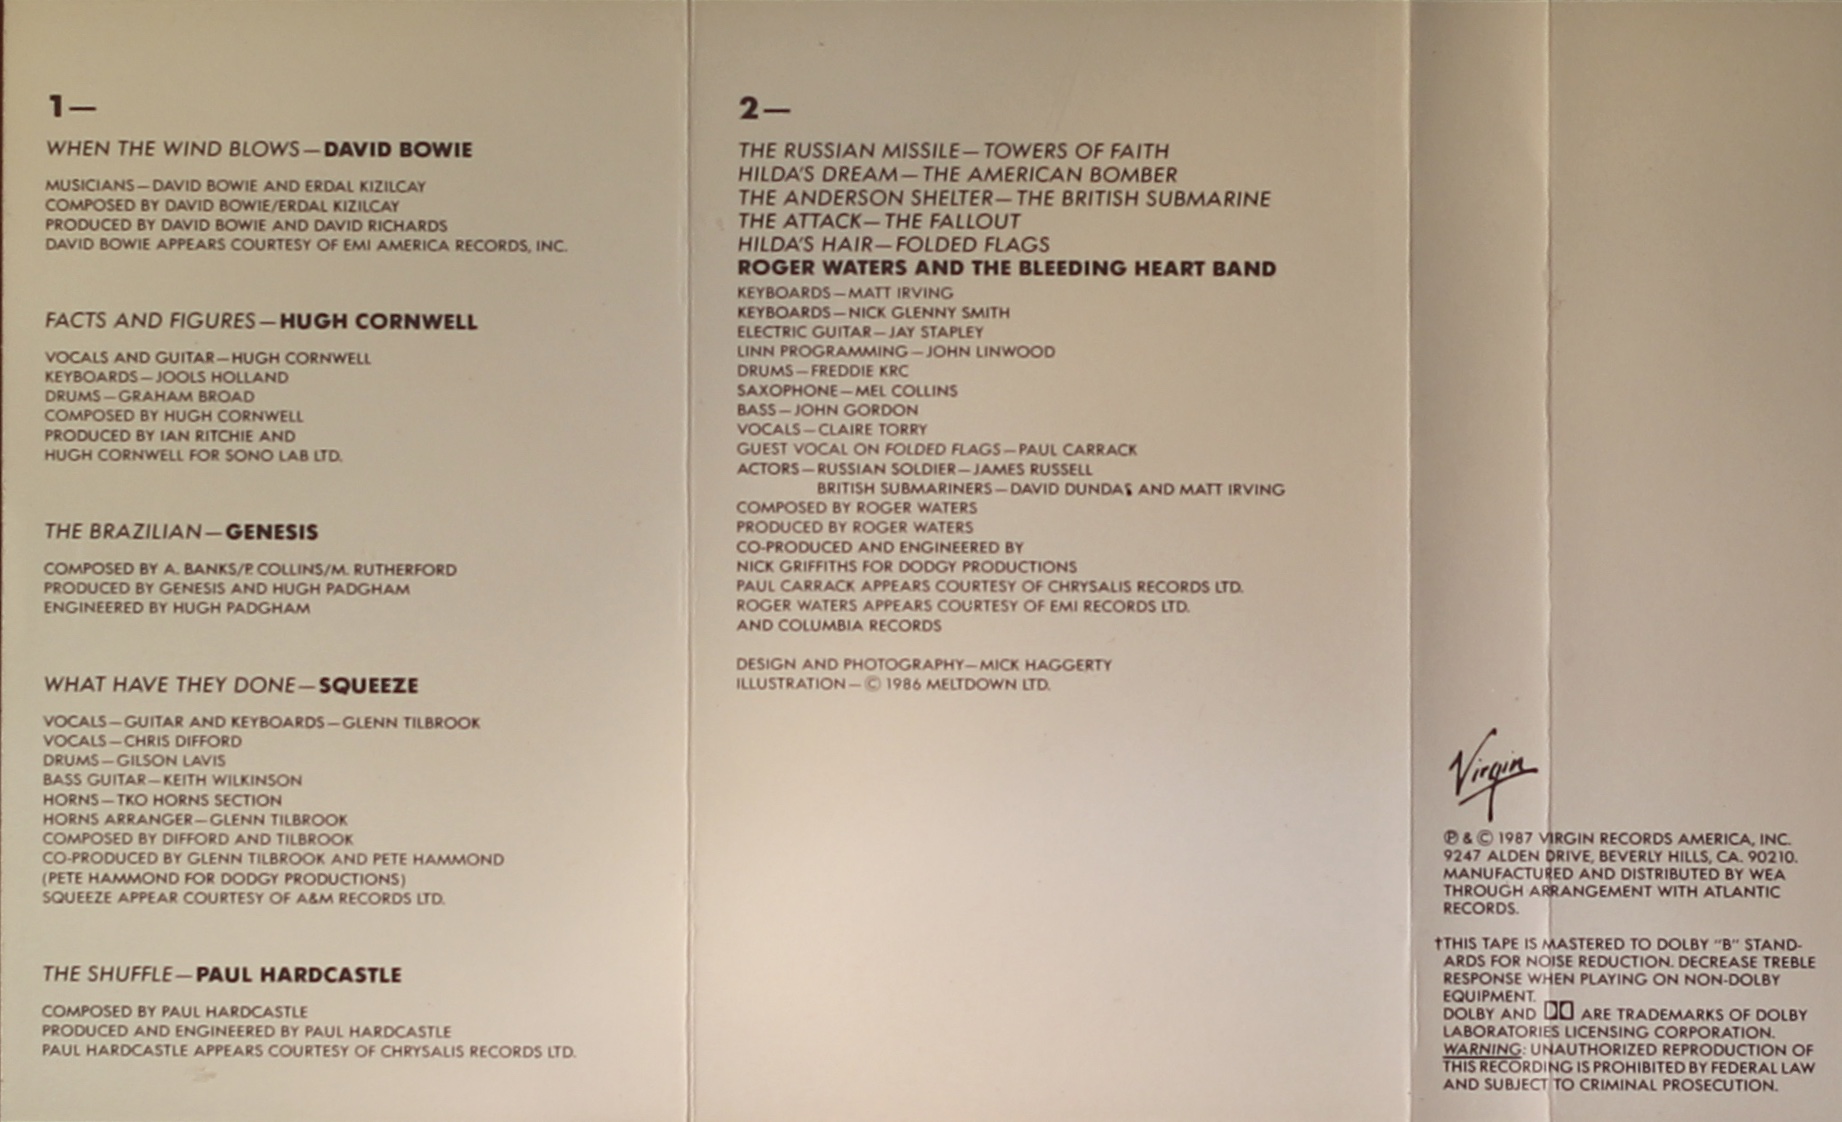 1—
WHEN THE WIND BLOWS—DAVID BOWIE
MUSICIANS—DAVID BOWIE AND ERDAL KIZILCAY
COMPOSED BY DAVID BOWIE/ERDAL KIZILCAY
PRODUCED BY DAVID BOWIE AND DAVID RICHARDS
DAVID BOWIE APPEARS COURTESY OF EMI AMERICA RECORDS, INC.
FACTS AND FIGURES—HUGH CORNWELL
VOCALS AND GUITAR—HUGH CORNWELL
KEYBOARDS—JOOLS HOLLAND
DRUMS—GRAHAM BROAD
COMPOSED BY HUGH CORNWELL
PRODUCED BY IAN RITCHIE AND
HUGH CORNWELL FOR SONO LAB LTD.
THE BRAZILIAN—GENESIS
COMPOSED BY A. BANKS/P. COLLINS/M. RUTHERFORD
PRODUCED BY GENESIS AND HUGH PADGHAM
ENGINEERED BY HUGH PADGHAM
WHAT HAVE THEY DONE—SQUEEZE
VOCALS—GUITAR AND KEYBOARDS—GLENN TILBROOK
VOCALS—CHRIS DIFFORD
DRUMS—GILSON LAVIS
BASS GUITAR—KEITH WILKINSON
HORNS—TKO HORNS SECTION
HORNS ARRANGER—GLENN TILBROOK
COMPOSED BY DIFFORD AND TILBROOK
CO-PRODUCED BY GLENN TILBROOK AND PETE HAMMOND
(PETE HAMMOND FOR DODGY PRODUCTIONS)
SQUEEZE APPEAR COURTESY OF A&M RECORDS LTD.
THE SHUFFLE—PAUL HARDCASTLE
COMPOSED BY PAUL HARDCASTLE
PRODUCED AND ENGINEERED BY PAUL HARDCASTLE
PAUL HARDCASTLE APPEARS COURTESY OF CHRYSALIS RECORDS LTD.
2—
THE RUSSIAN MISSILE—TOWERS OF FAITH
HILDA'S DREAM—THE AMERICAN BOMBER
THE ANDERSON SHELTER—THE BRITISH SUBMARINE
THE ATTACK—THE FALLOUT
HILDA'S HAIR—FOLDED FLAGS
ROGER WATERS AND THE BLEEDING HEART BAND
KEYBOARDS—MATT IRVING
KEYBOARDS—NICK GLENNY SMITH
ELECTRIC GUITAR—JAY STAPLEY
LINN PROGRAMMING—JOHN LINWOOD
DRUMS—FREDDIE KRC
SAXOPHONE—MEL COLLINS
BASS—JOHN GORDON
VOCALS—CLAIRE TORRY
GUEST VOCAL ON FOLDED FLAGS—PAUL CARRACK
ACTORS—RUSSIAN SOLDIER—JAMES RUSSELL
BRITISH SUBMARINERS—DAVID DUNDAS AND MATT IRVING
COMPOSED BY ROGER WATERS
PRODUCED BY ROGER WATERS
CO-PRODUCED AND ENGINEERED BY
NICK GRIFFITHS FOR DODGY PRODUCTIONS
PAUL CARRACK APPEARS COURTESY OF CHRYSALIS RECORDS LTD.
ROGER WATERS APPEARS COURTESY OF EMI RECORDS LTD.
AND COLUMBIA RECORDS
DESIGN AND PHOTOGRAPHY—MICK HAGGERTY
ILLUSTRATION—© 1986 MELTDOWN LTD.
Virgin
℗ & © 1987 VIRGIN RECORDS AMERICA, INC.
9247 ALDEN DRIVE, BEVERLY HILLS, CA. 90210.
MANUFACTURED AND DISTRIBUTED BY WEA
THROUGH ARRANGEMENT WITH ATLANTIC
RECORDS.
†THIS TAPE IS MASTERED TO DOLBY "B" STAND-
ARDS FOR NOISE REDUCTION. DECREASE TREBLE
RESPONSE WHEN PLAYING ON NON-DOLBY
EQUIPMENT.
DOLBY AND ARE TRADEMARKS OF DOLBY
LABORATORIES LICENSING CORPORATION.
WARNING: UNAUTHORIZED REPRODUCTION OF
THIS RECORDING IS PROHIBITED BY FEDERAL LAW
AND SUBJECT TO CRIMINAL PROSECUTION.